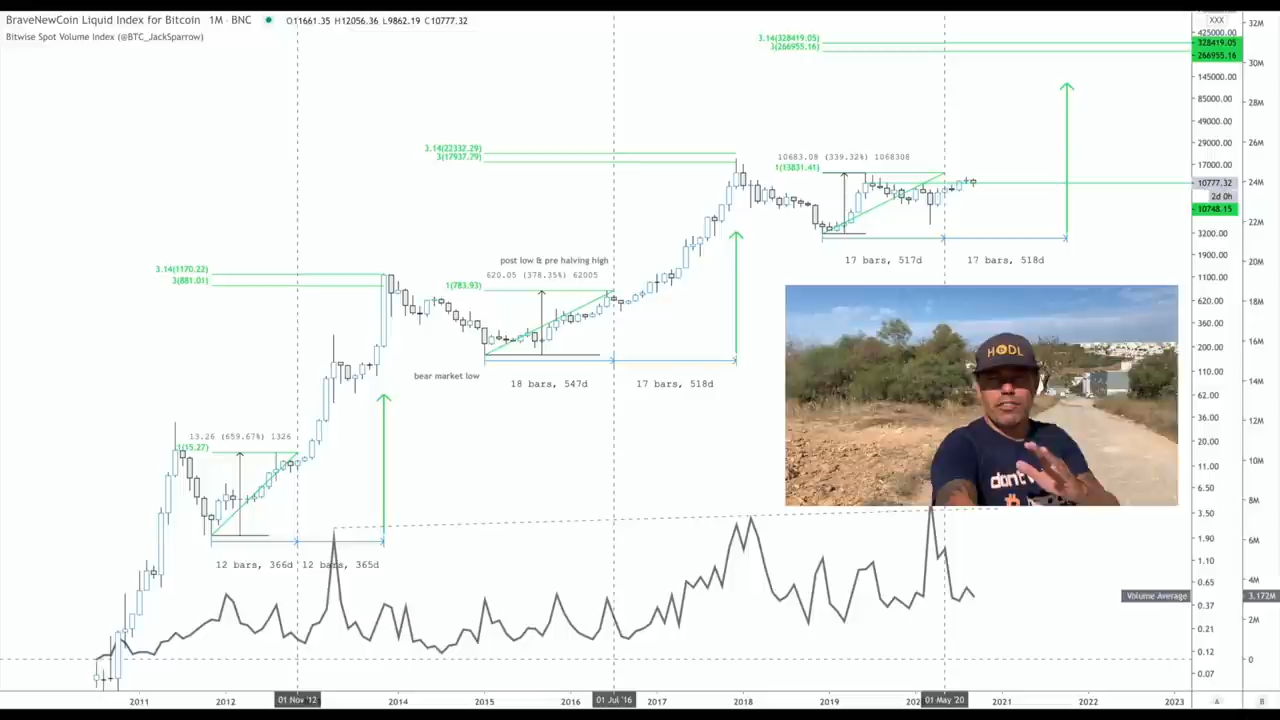 BraveNewCoin Liquid Index for Bitcoin 1M · BNC O11661.35 H12056.36 L9862.19 C10777.32
Bitwise Spot Volume Index (@BTC_JackSparrow)
XXX
32M
425000.00
3.14(328419.05)
328419.05
3(266955.16)
266955.16
30M
145000.00
85000.00
28M
49000.00
26M
29000.00
3.14(22332.29)
3(17937.29)
10683.08 (339.32%) 1068308
1(13831.41)
17000.00
24M
10777.32
2d 0h
10748.15
22M
3200.00
17 bars, 517d
17 bars, 518d
1900.00
20M
post low & pre halving high
3.14(1170.22)
3(881.01)
620.05 (378.35%) 62005
1(783.93)
1100.00
620.00
18M
360.00
16M
200.00
bear market low
18 bars, 547d
17 bars, 518d
110.00
14M
62.00
36.00
12M
13.26 (659.67%) 1326
1(15.27)
20.00
11.00
10M
6.50
8M
3.50
1.90
6M
12 bars, 366d
12 bars, 365d
1.10
0.65
4M
Volume Average
3.172M
0.37
2M
0.21
0.12
0
0.07
2011
2012
01 Nov '12
2014
2015
2016
01 Jul '16
2017
2018
2019
01 May '20
2021
2022
2023
A
B
HODL
don't